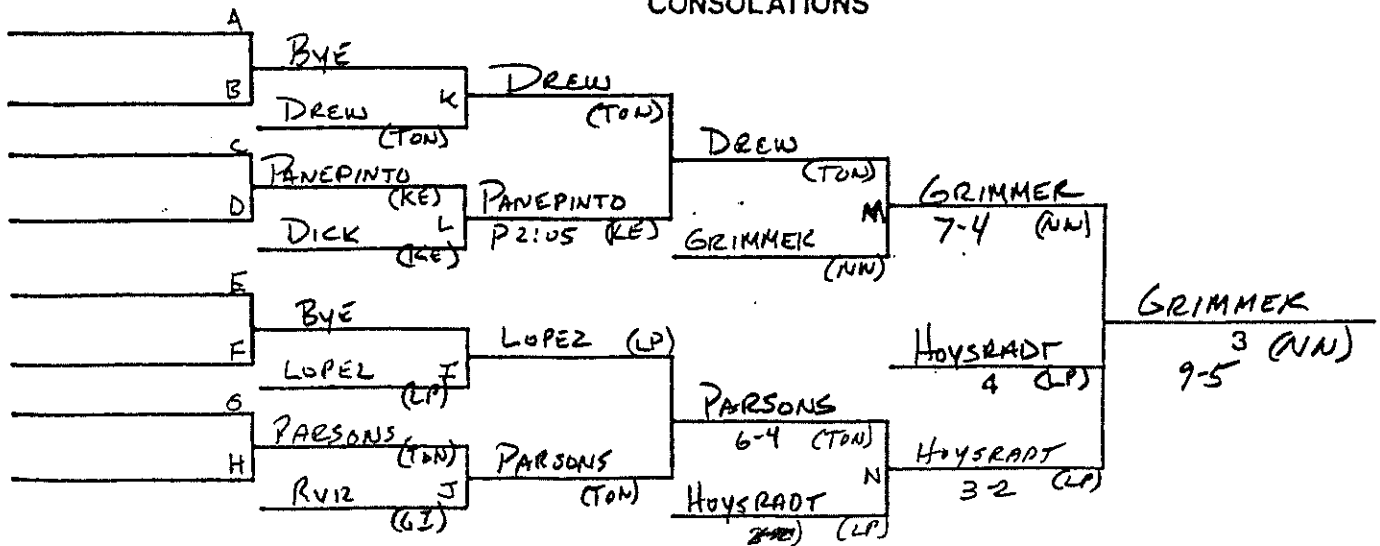 CONSOLATIONS
A
BYE
B
DREW
(TON)
K
DREW
(TON)
C
PANEPINTO
(KE)
D
DICK
(KE)
L
PANEPINTO
P 2:05 (KE)
DREW
(TON)
GRIMMER
(NN)
M
GRIMMER
7-4 (NN)
E
BYE
F
LOPEZ
(LP)
I
LOPEZ (LP)
G
PARSONS
(TON)
H
RUIZ
(GI)
J
PARSONS
(TON)
PARSONS
6-4 (TON)
HOYSRADT
(LP)
N
HOYSRADT
3-2 (LP)
HOYSRADT
4 (LP)
GRIMMER
3 (NN)
9-5